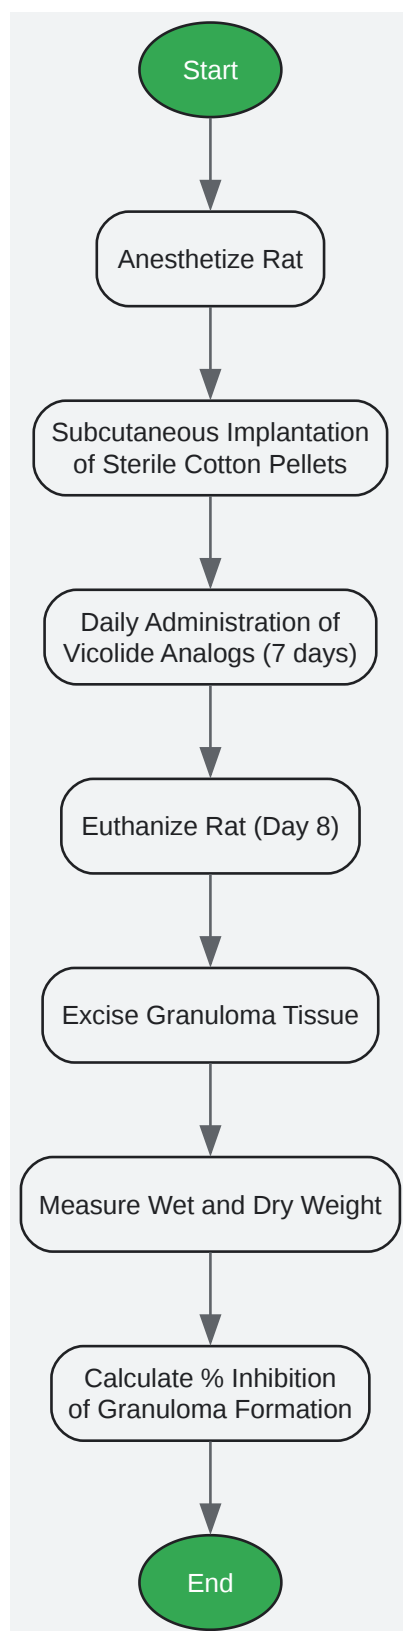 Start
Anesthetize Rat
Subcutaneous Implantation
of Sterile Cotton Pellets
Daily Administration of
Vicolide Analogs (7 days)
Euthanize Rat (Day 8)
Excise Granuloma Tissue
Measure Wet and Dry Weight
Calculate % Inhibition
of Granuloma Formation
End